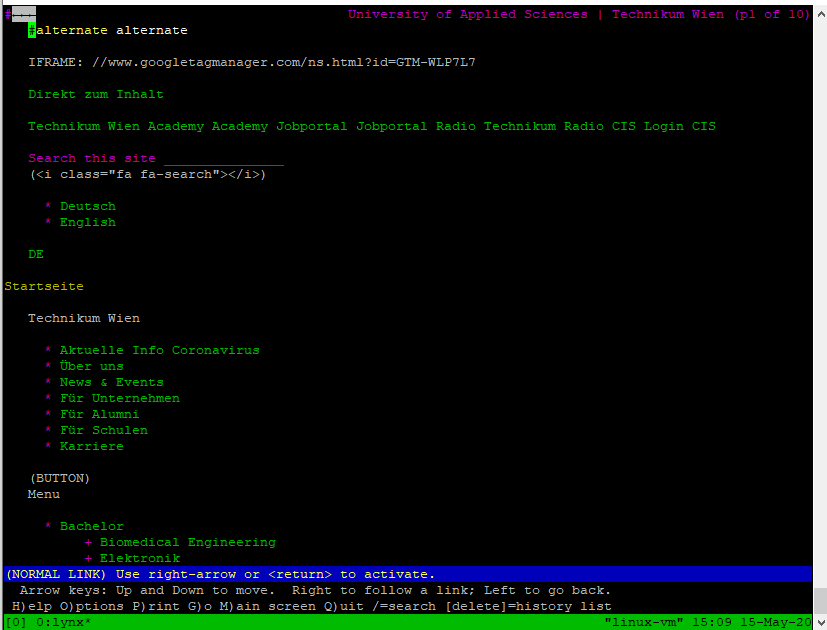 #--- University of Applied Sciences | Technikum Wien (p1 of 10)
#alternate alternate
IFRAME: //www.googletagmanager.com/ns.html?id=GTM-WLP7L7
Direkt zum Inhalt
Technikum Wien Academy Academy Jobportal Jobportal Radio Technikum Radio CIS Login CIS
Search this site _______________
(<i class="fa fa-search"></i>)
* Deutsch
* English
DE
Startseite
Technikum Wien
* Aktuelle Info Coronavirus
* Über uns
* News & Events
* Für Unternehmen
* Für Alumni
* Für Schulen
* Karriere
(BUTTON)
Menu
* Bachelor
+ Biomedical Engineering
+ Elektronik
(NORMAL LINK) Use right-arrow or <return> to activate.
Arrow keys: Up and Down to move. Right to follow a link; Left to go back.
H)elp O)ptions P)rint G)o M)ain screen Q)uit /=search [delete]=history list
[0] 0:lynx* "linux-vm" 15:09 15-May-20